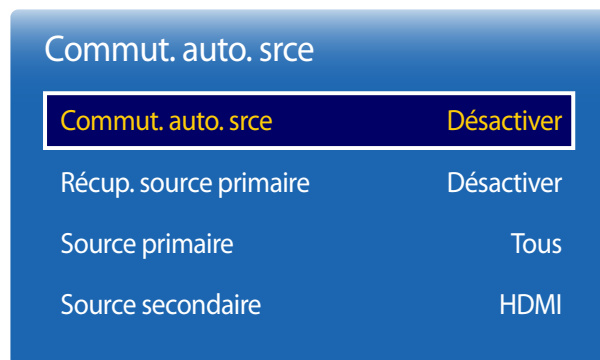 Commut. auto. srce
Commut. auto. srce Désactiver
Récup. source primaire Désactiver
Source primaire Tous
Source secondaire HDMI